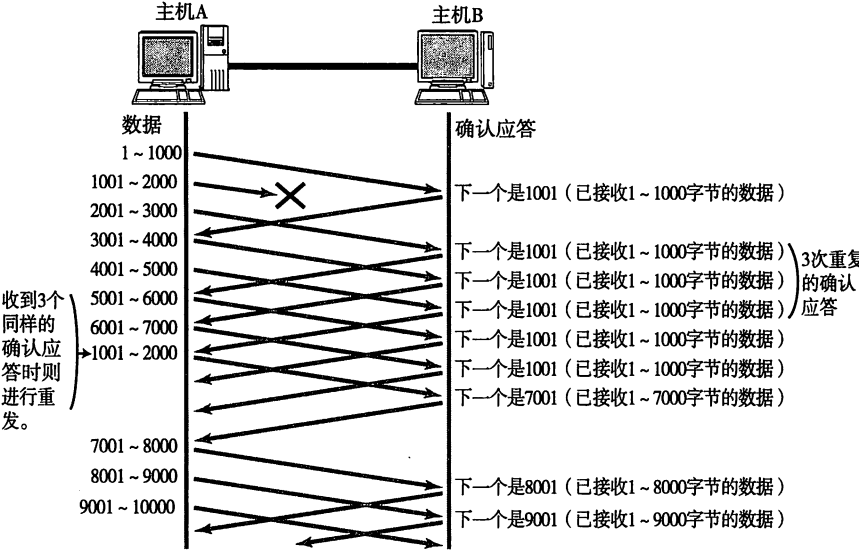 主机A
主机B
数据
确认应答
1~1000
1001~2000
下一个是1001（已接收1~1000字节的数据）
2001~3000
3001~4000
下一个是1001（已接收1~1000字节的数据）
4001~5000
下一个是1001（已接收1~1000字节的数据）
5001~6000
下一个是1001（已接收1~1000字节的数据）
6001~7000
下一个是1001（已接收1~1000字节的数据）
1001~2000
下一个是1001（已接收1~1000字节的数据）
下一个是7001（已接收1~7000字节的数据）
3次重复
的确认
应答
收到3个
同样的
确认应
答时则
进行重
发。
7001~8000
8001~9000
下一个是8001（已接收1~8000字节的数据）
9001~10000
下一个是9001（已接收1~9000字节的数据）